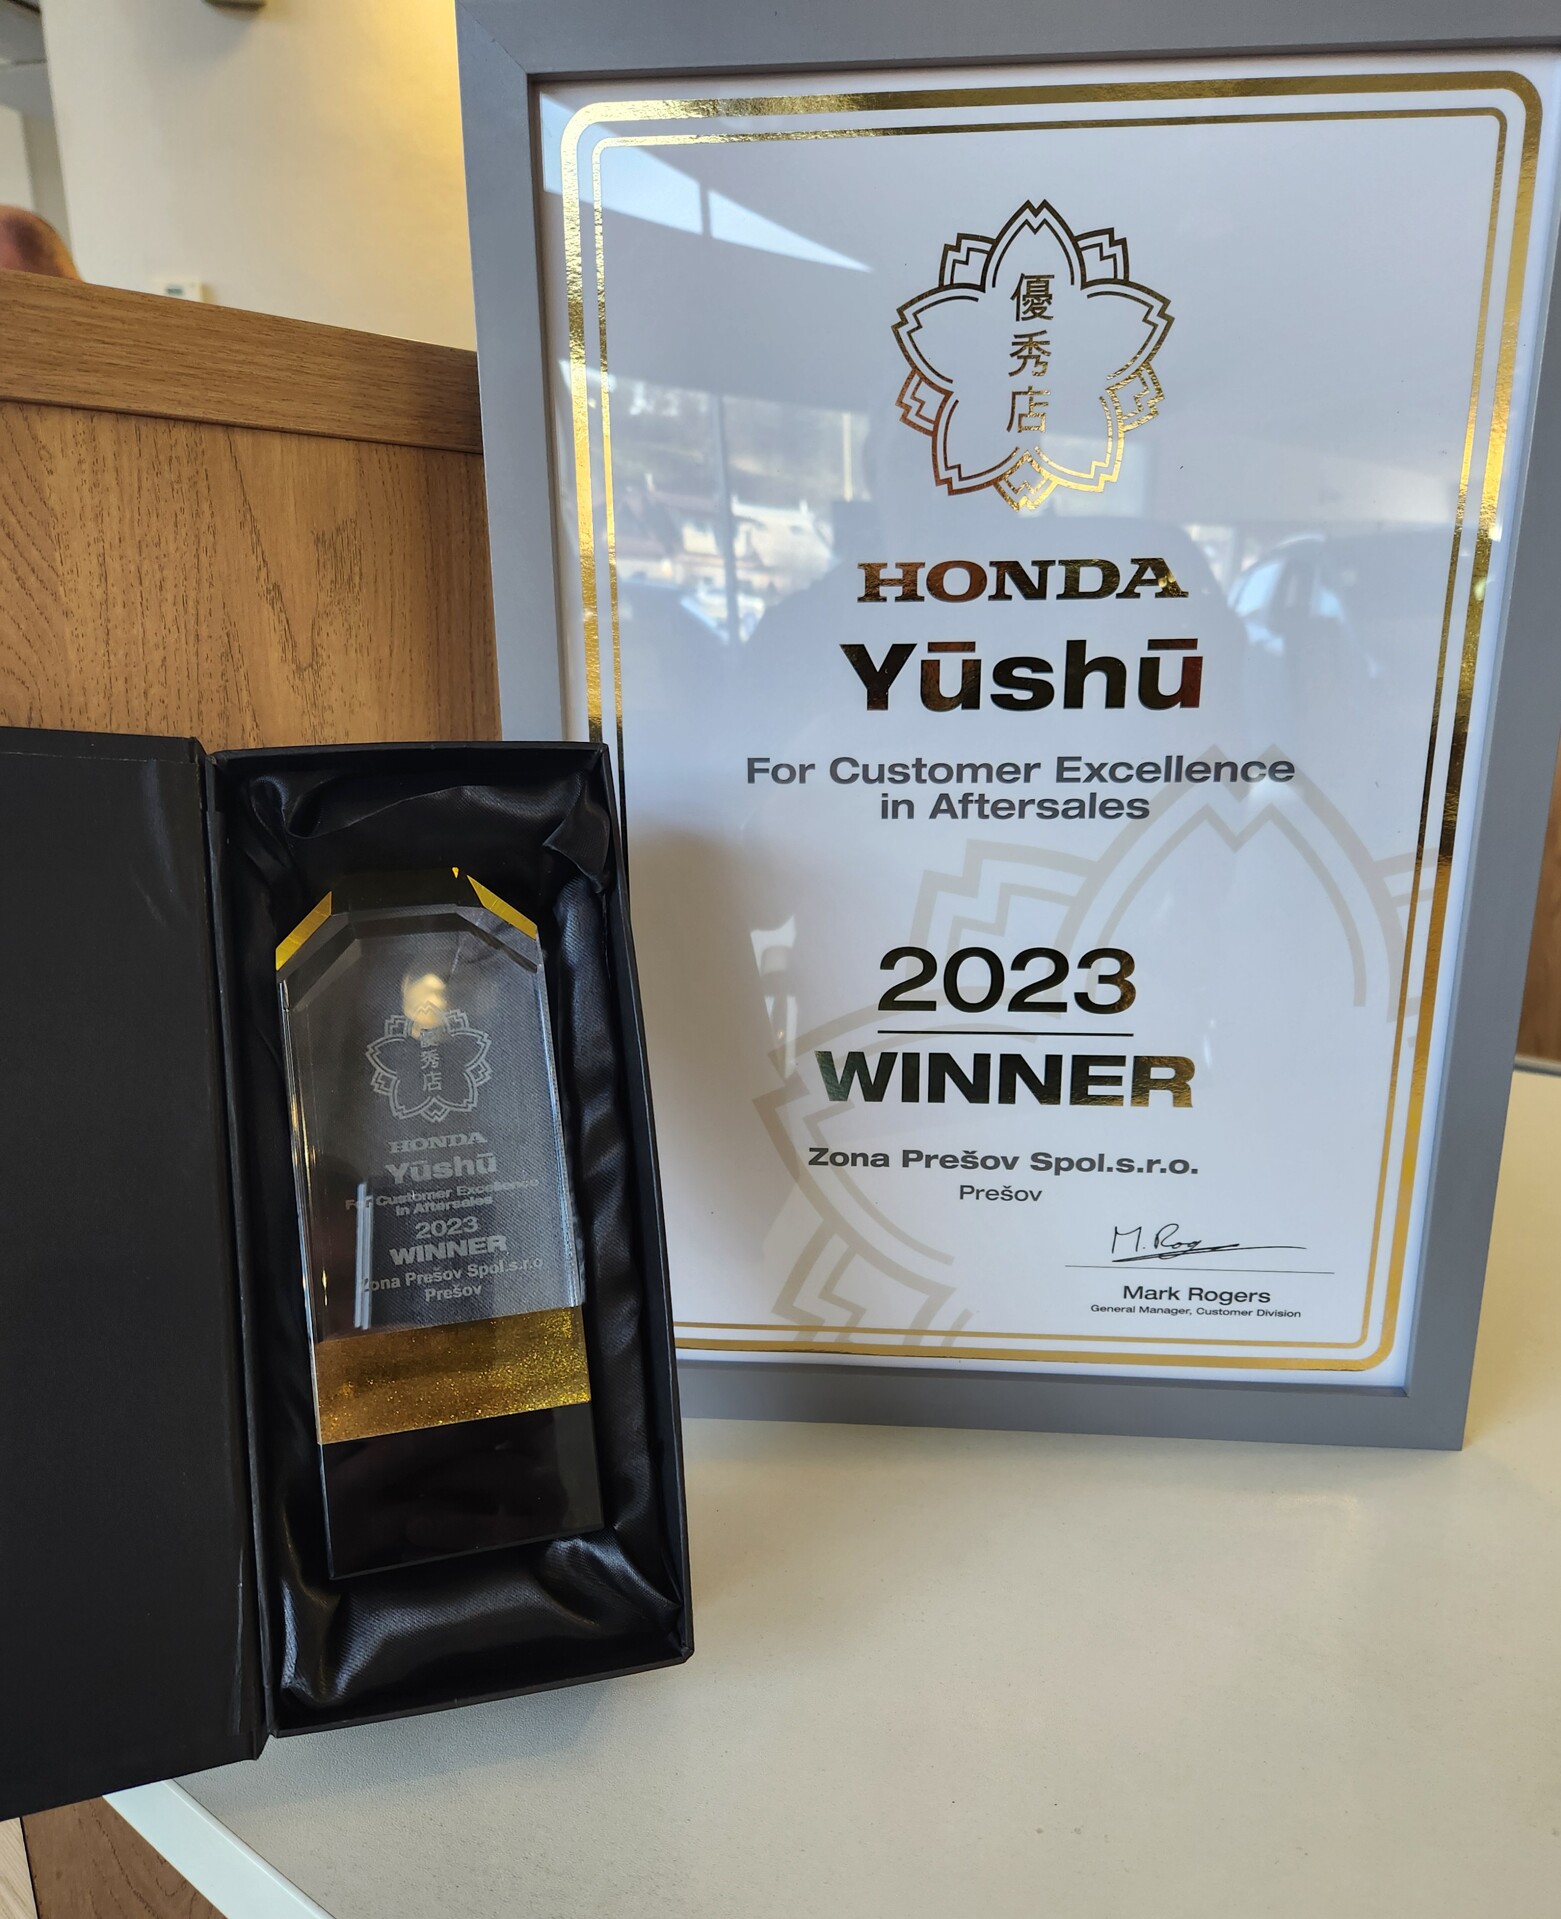 優
秀
店
HONDA
Yūshū
For Customer Excellence
in Aftersales
2023
WINNER
Zona Prešov Spol.s.r.o.
Prešov
M. Rog
Mark Rogers
General Manager, Customer Division
優
秀
店
HONDA
Yūshū
For Customer Excellence
in Aftersales
2023
WINNER
Zona Prešov Spol.s.r.o
Prešov